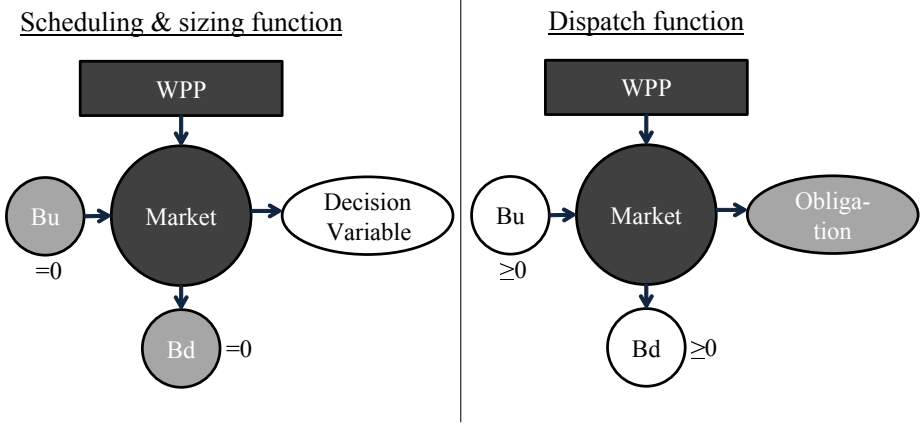 Scheduling & sizing function
WPP
Bu
Market
Decision
Variable
=0
Bd
=0
Dispatch function
WPP
Bu
Market
Obliga-
tion
≥0
Bd
≥0